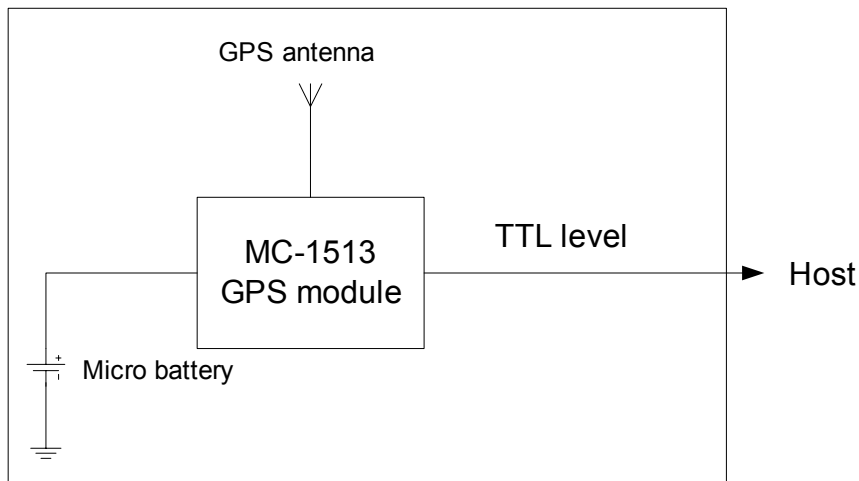 GPS antenna
MC-1513
GPS module
TTL level
Host
+
-
Micro battery